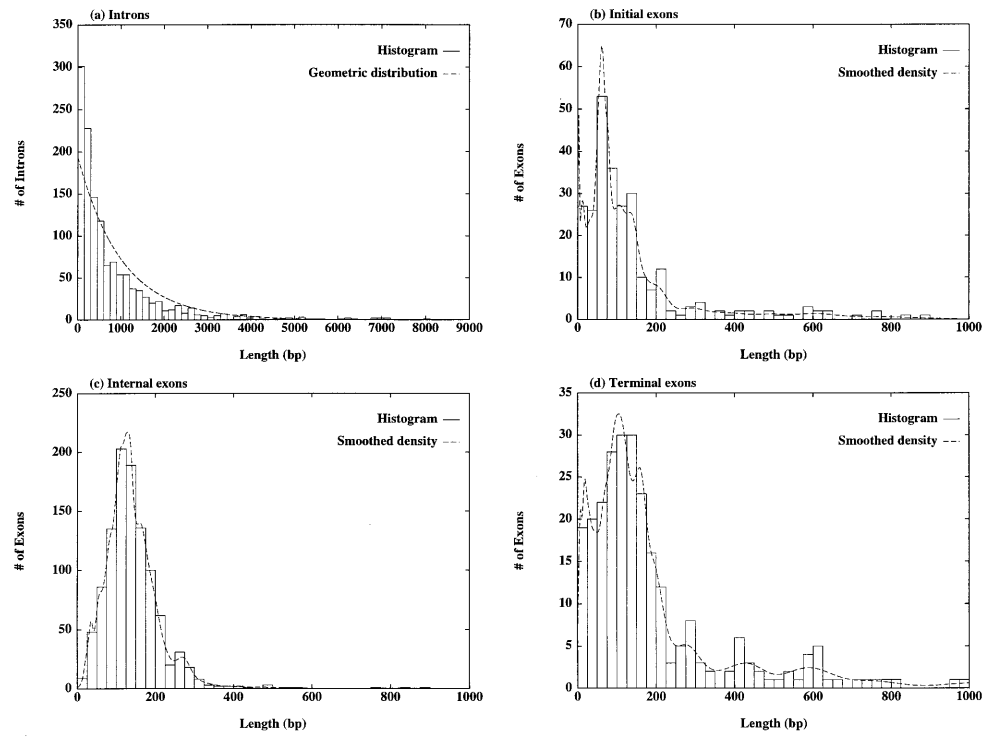 (a) Introns
350
300
250
200
150
100
50
0
# of Introns
Histogram
Geometric distribution
0 1000 2000 3000 4000 5000 6000 7000 8000 9000
Length (bp)
(b) Initial exons
70
60
50
40
30
20
10
0
# of Exons
Histogram
Smoothed density
0 200 400 600 800 1000
Length (bp)
(c) Internal exons
250
200
150
100
50
0
# of Exons
Histogram
Smoothed density
0 200 400 600 800 1000
Length (bp)
(d) Terminal exons
35
30
25
20
15
10
5
0
# of Exons
Histogram
Smoothed density
0 200 400 600 800 1000
Length (bp)